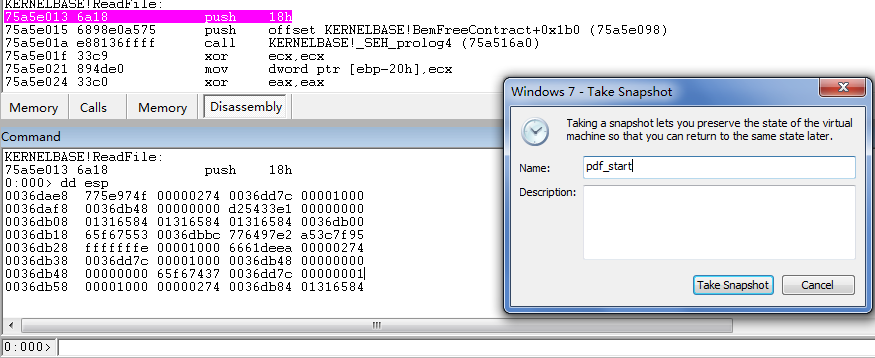 KERNELBASE!ReadFile:
75a5e013 6a18 push 18h
75a5e015 6898e0a575 push offset KERNELBASE!BemFreeContract+0x1b0 (75a5e098)
75a5e01a e88136ffff call KERNELBASE!_SEH_prolog4 (75a516a0)
75a5e01f 33c9 xor ecx,ecx
75a5e021 894de0 mov dword ptr [ebp-20h],ecx
75a5e024 33c0 xor eax,eax
Memory Calls Memory Disassembly
Command
KERNELBASE!ReadFile:
75a5e013 6a18 push 18h
0:000> dd esp
0036dae8 775e974f 00000274 0036dd7c 00001000
0036daf8 0036db48 00000000 d25433e1 00000000
0036db08 01316584 01316584 01316584 0036db00
0036db18 65f67553 0036dbbc 776497e2 a53c7f95
0036db28 fffffffe 00001000 6661deea 00000274
0036db38 0036dd7c 00001000 0036db48 00000000
0036db48 00000000 65f67437 0036dd7c 00000001
0036db58 00001000 00000274 0036db84 01316584
0:000>
Windows 7 - Take Snapshot
Taking a snapshot lets you preserve the state of the virtual
machine so that you can return to the same state later.
Name: pdf_start
Description:
Take Snapshot Cancel